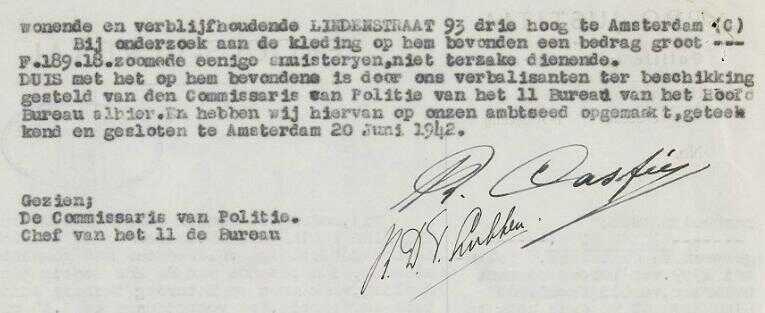 wonende en verblijfhoudende LINDENSTRAAT 93 drie hoog te Amsterdam (C)
Bij onderzoek aan de kleding op hem bevonden een bedrag groot ---
F.189.18.zoomede eenige snuisteryen,niet terzake dienende.
DUIS met het op hem bevondene is door ons verbalisanten ter beschikking
gesteld van den Commissaris van Politie van het 11 Bureau van het Hoofd
Bureau alhier.En hebben wij hiervan op onzen ambtseed opgemaakt,geteek
kend en gesloten te Amsterdam 20 Juni 1942.
Gezien;
De Commissaris van Politie.
Chef van het 11 de Bureau